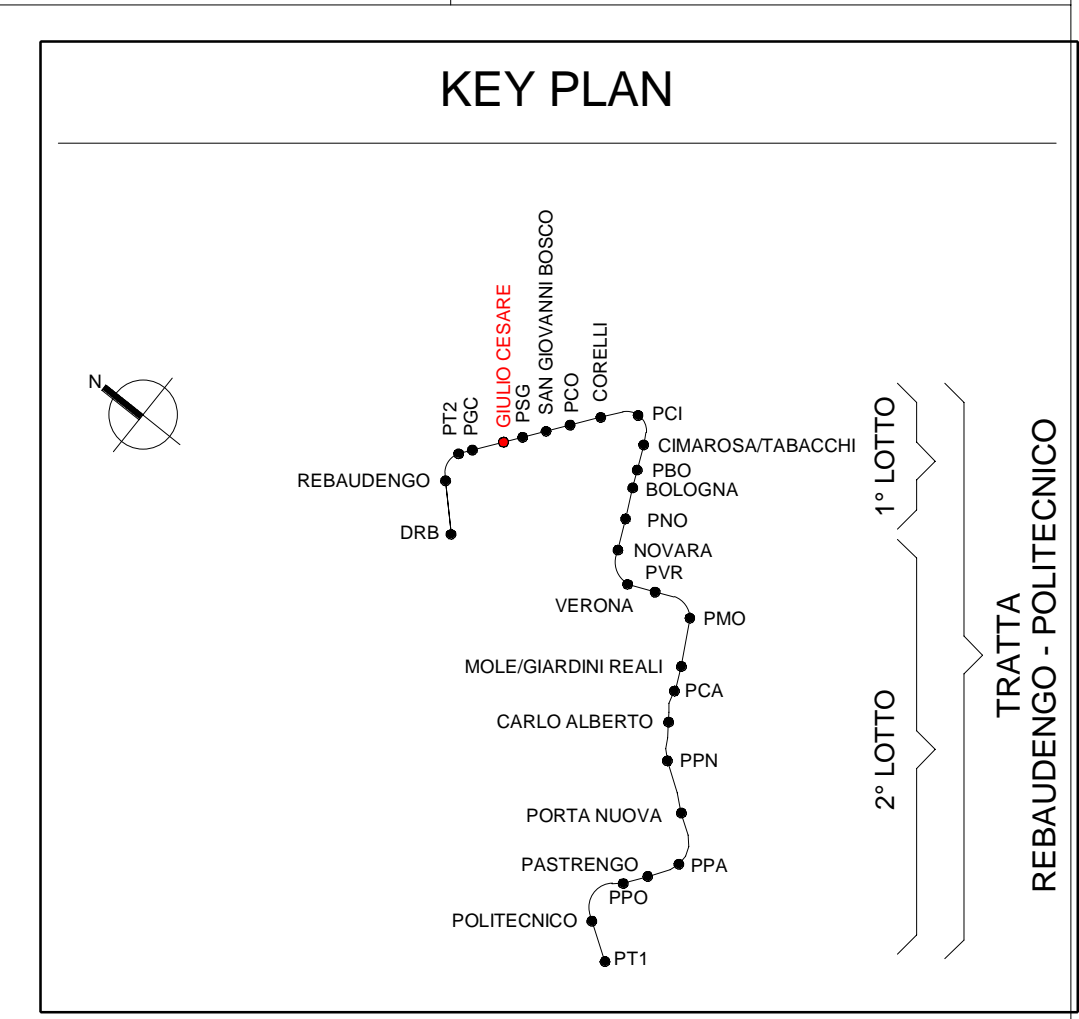 KEY PLAN
N
PT2
PGC
GIULIO CESARE
PSG
SAN GIOVANNI BOSCO
PCO
CORELLI
PCI
CIMAROSA/TABACCHI
REBAUDENGO
PBO
BOLOGNA
DRB
PNO
NOVARA
PVR
VERONA
PMO
MOLE/GIARDINI REALI
PCA
CARLO ALBERTO
PPN
PORTA NUOVA
PASTRENGO
PPA
PPO
POLITECNICO
PT1
1° LOTTO
2° LOTTO
TRATTA
REBAUDENGO - POLITECNICO